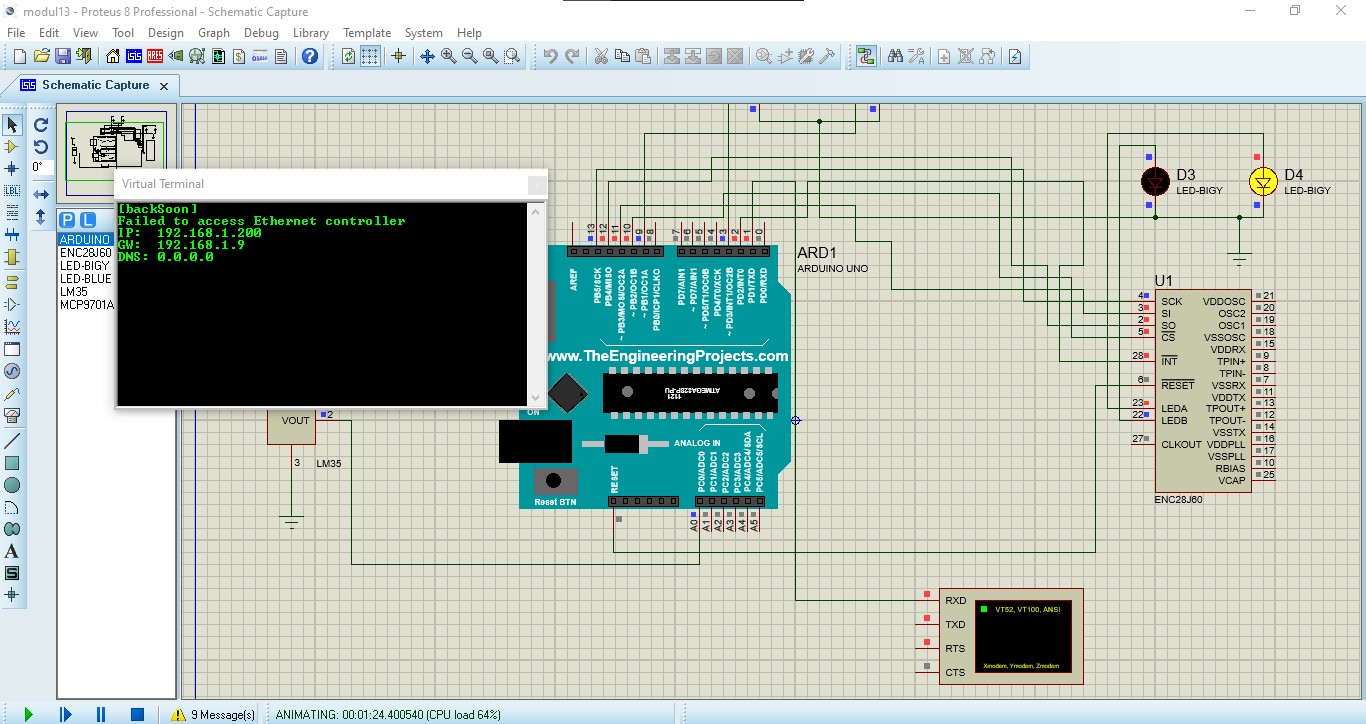 modul13 - Proteus 8 Professional - Schematic Capture
File Edit View Tool Design Graph Debug Library Template System Help
Schematic Capture
0°
LBL
P L
ARDUINO
ENC28J60
LED-BIGY
LED-BLUE
LM35
MCP9701A
Virtual Terminal
[backSoon]
Failed to access Ethernet controller
IP: 192.168.1.200
GW: 192.168.1.9
DNS: 0.0.0.0
VOUT
2
3
LM35
13 12 11 10 9 8 7 6 5 4 3 2 1 0
AREF
PB5/SCK
PB4/MISO
~ PB3/MOSI/OC2A
~ PB2/OC1B
~ PB1/OC1A
PB0/ICP1/CLKO
PD7/AIN1
~ PD7/AIN1
~ PD5/T1/OC0B
PD4/T0/XCK
~ PD3/INT1/OC2B
PD2/INT0
PD1/TXD
PD0/RXD
ARD1
ARDUINO UNO
www.TheEngineeringProjects.com
ATMEGA328P-PU
1121
ON
ANALOG IN
RESET
Reset BTN
PC0/ADC0
PC1/ADC1
PC2/ADC2
PC3/ADC3
PC4/ADC4/SDA
PC5/ADC5/SCL
A0 A1 A2 A3 A4 A5
D3
LED-BIGY
D4
LED-BIGY
U1
4 SCK VDDOSC 21
3 SI OSC2 20
2 SO OSC1 19
5 CS VSSOSC 18
VDDRX 15
28 INT TPIN+ 9
TPIN- 8
6 RESET VSSRX 7
VDDTX 11
23 LEDA TPOUT+ 13
22 LEDB TPOUT- 12
VSSTX 14
27 CLKOUT VDDPLL 16
VSSPLL 17
RBIAS 10
VCAP 25
ENC28J60
RXD
TXD
RTS
CTS
VT52, VT100, ANSI
Xmodem, Ymodem, Zmodem
9 Message(s)
ANIMATING: 00:01:24.400540 (CPU load 64%)